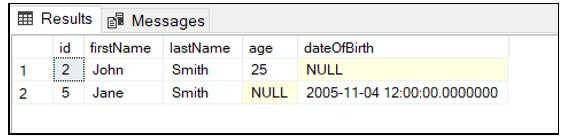 Results Messages
id firstName lastName age dateOfBirth
1 2 John Smith 25 NULL
2 5 Jane Smith NULL 2005-11-04 12:00:00.0000000